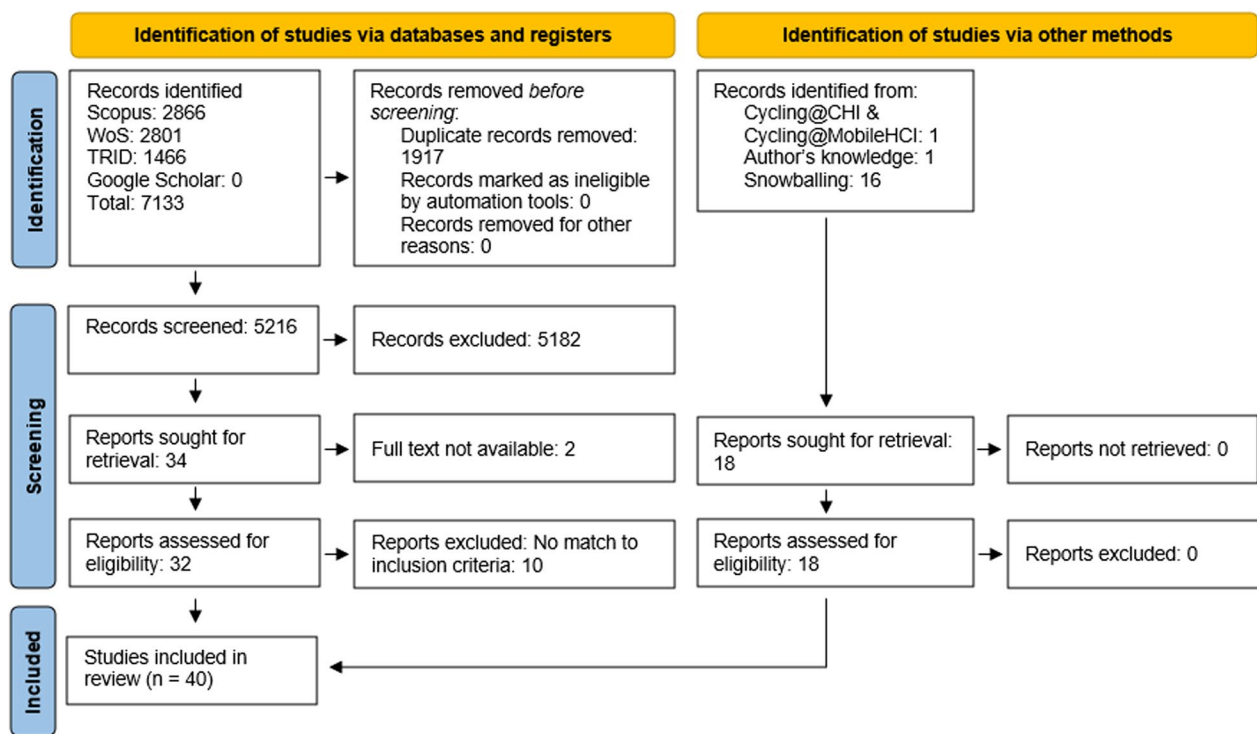 Identification of studies via databases and registers
Identification of studies via other methods
Identification
Records identified
Scopus: 2866
WoS: 2801
TRID: 1466
Google Scholar: 0
Total: 7133
Records removed before
screening:
Duplicate records removed:
1917
Records marked as ineligible
by automation tools: 0
Records removed for other
reasons: 0
Records identified from:
Cycling@CHI &
Cycling@MobileHCI: 1
Author's knowledge: 1
Snowballing: 16
Screening
Records screened: 5216
Records excluded: 5182
Reports sought for
retrieval: 34
Full text not available: 2
Reports sought for retrieval:
18
Reports not retrieved: 0
Reports assessed for
eligibility: 32
Reports excluded: No match to
inclusion criteria: 10
Reports assessed for
eligibility: 18
Reports excluded: 0
Included
Studies included in
review (n = 40)